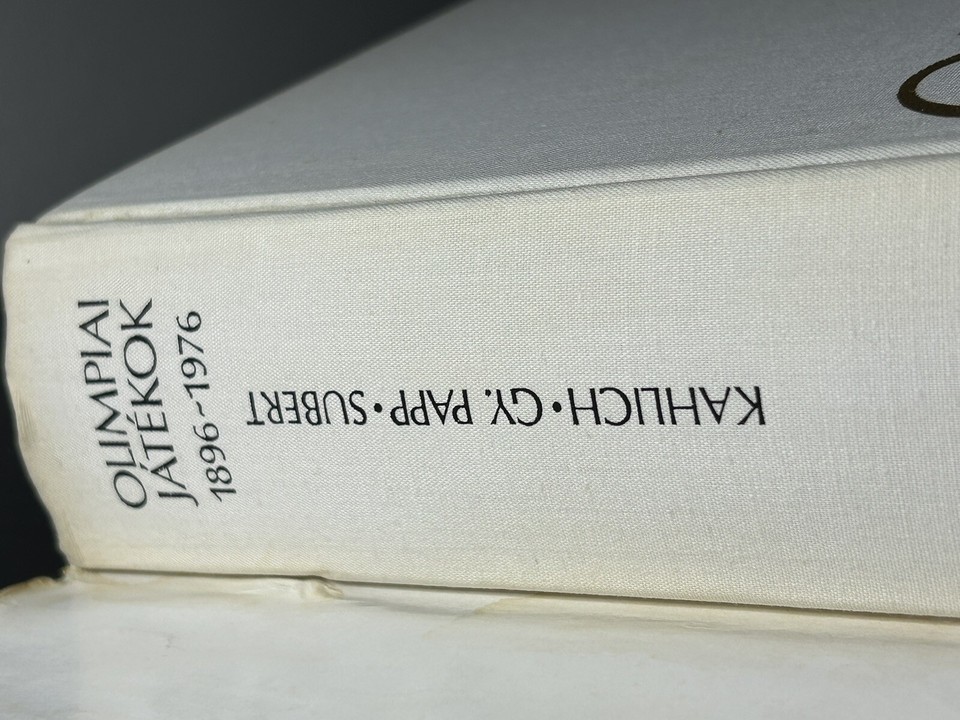 OLIMPIAI
JÁTÉKOK
1896~1976
KAHLICH • GY. PAPP • SUBERT